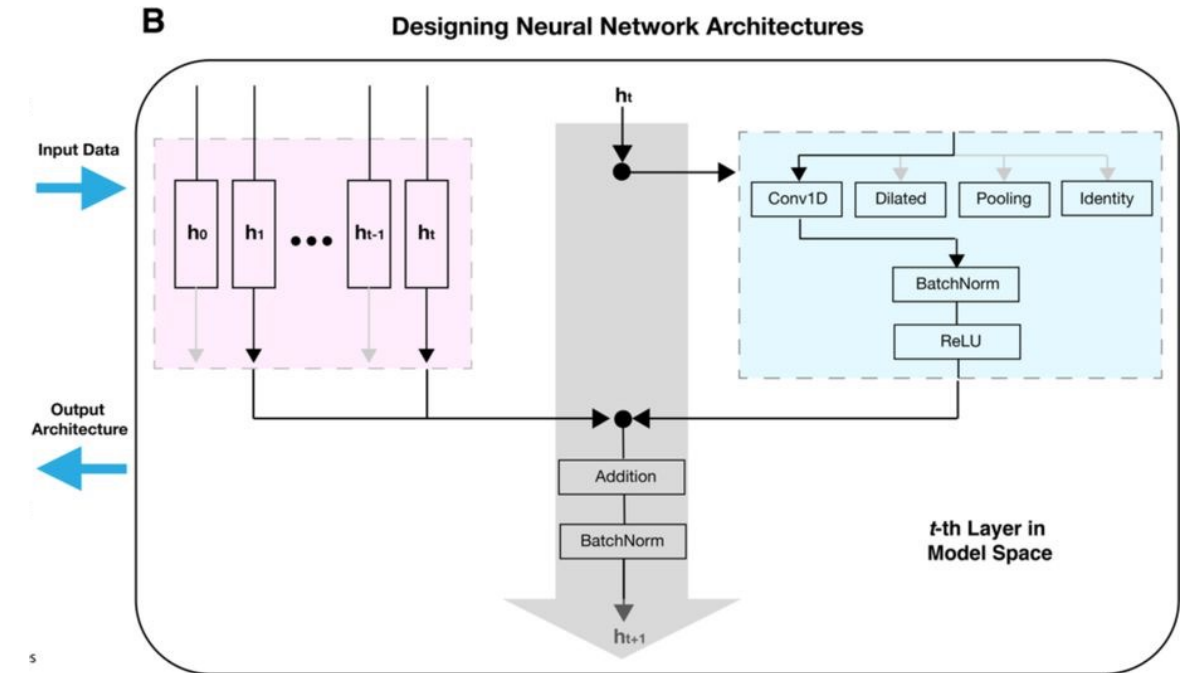 B
Designing Neural Network Architectures
Input Data
Output
Architecture
h0
h1
•••
ht-1
ht
ht
Conv1D
Dilated
Pooling
Identity
BatchNorm
ReLU
Addition
BatchNorm
ht+1
t-th Layer in
Model Space
s